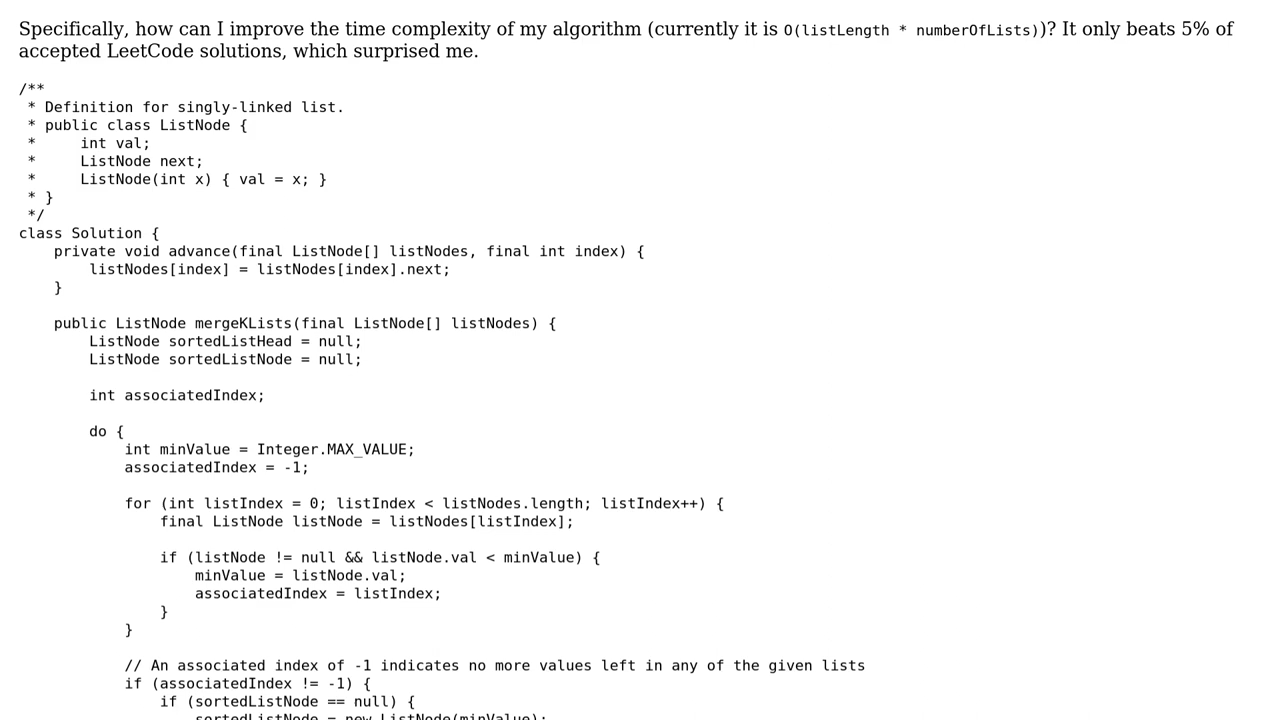 Specifically, how can I improve the time complexity of my algorithm (currently it is O(listLength * numberOfLists))? It only beats 5% of
accepted LeetCode solutions, which surprised me.
/**
 * Definition for singly-linked list.
 * public class ListNode {
 *     int val;
 *     ListNode next;
 *     ListNode(int x) { val = x; }
 * }
 */
class Solution {
    private void advance(final ListNode[] listNodes, final int index) {
        listNodes[index] = listNodes[index].next;
    }
    public ListNode mergeKLists(final ListNode[] listNodes) {
        ListNode sortedListHead = null;
        ListNode sortedListNode = null;
        int associatedIndex;
        do {
            int minValue = Integer.MAX_VALUE;
            associatedIndex = -1;
            for (int listIndex = 0; listIndex < listNodes.length; listIndex++) {
                final ListNode listNode = listNodes[listIndex];
                if (listNode != null && listNode.val < minValue) {
                    minValue = listNode.val;
                    associatedIndex = listIndex;
                }
            }
            // An associated index of -1 indicates no more values left in any of the given lists
            if (associatedIndex != -1) {
                if (sortedListNode == null) {
                    sortedListNode = new ListNode(minValue);